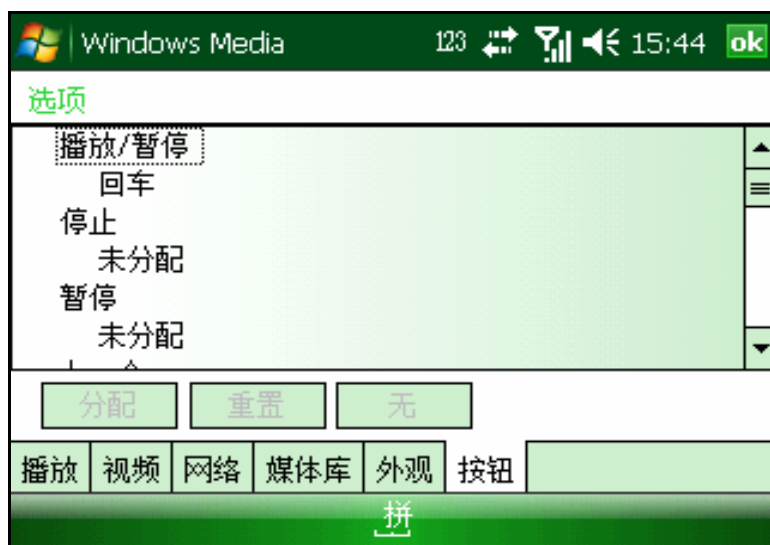 Windows Media 123 15:44 ok
选项
播放/暂停
回车
停止
未分配
暂停
未分配
分配 重置 无
播放 视频 网络 媒体库 外观 按钮
拼